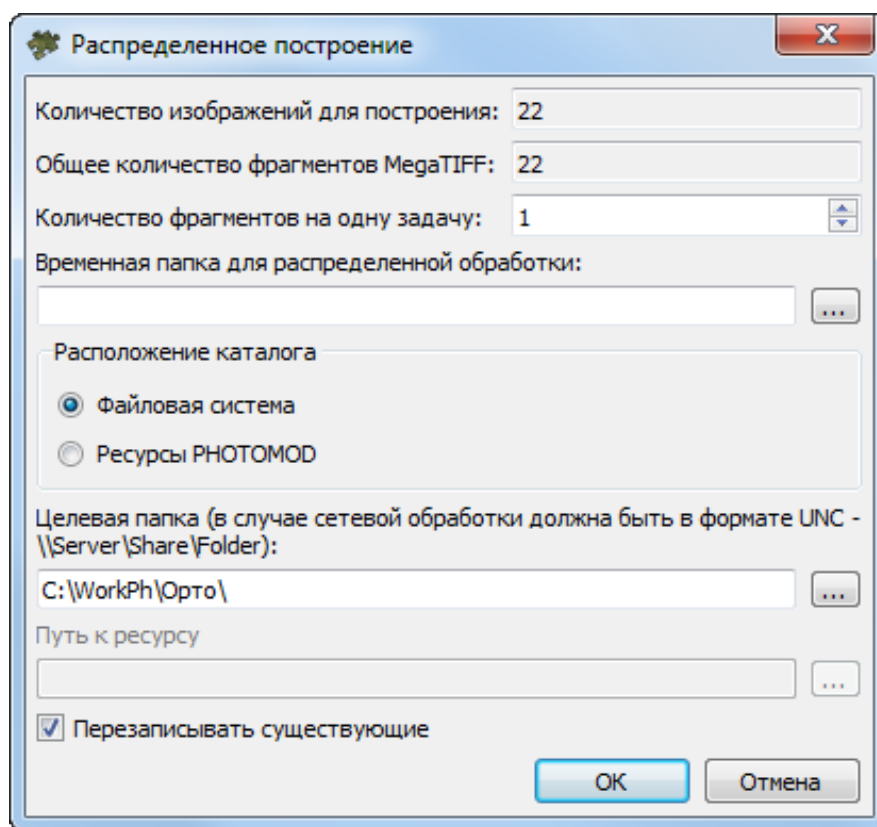 Распределенное построение
Количество изображений для построения: 22
Общее количество фрагментов MegaTIFF: 22
Количество фрагментов на одну задачу: 1
Временная папка для распределенной обработки:
...
Расположение каталога
Файловая система
Ресурсы PHOTOMOD
Целевая папка (в случае сетевой обработки должна быть в формате UNC -
\\Server\Share\Folder):
C:\WorkPh\Орто\ ...
Путь к ресурсу
...
Перезаписывать существующие
OK Отмена